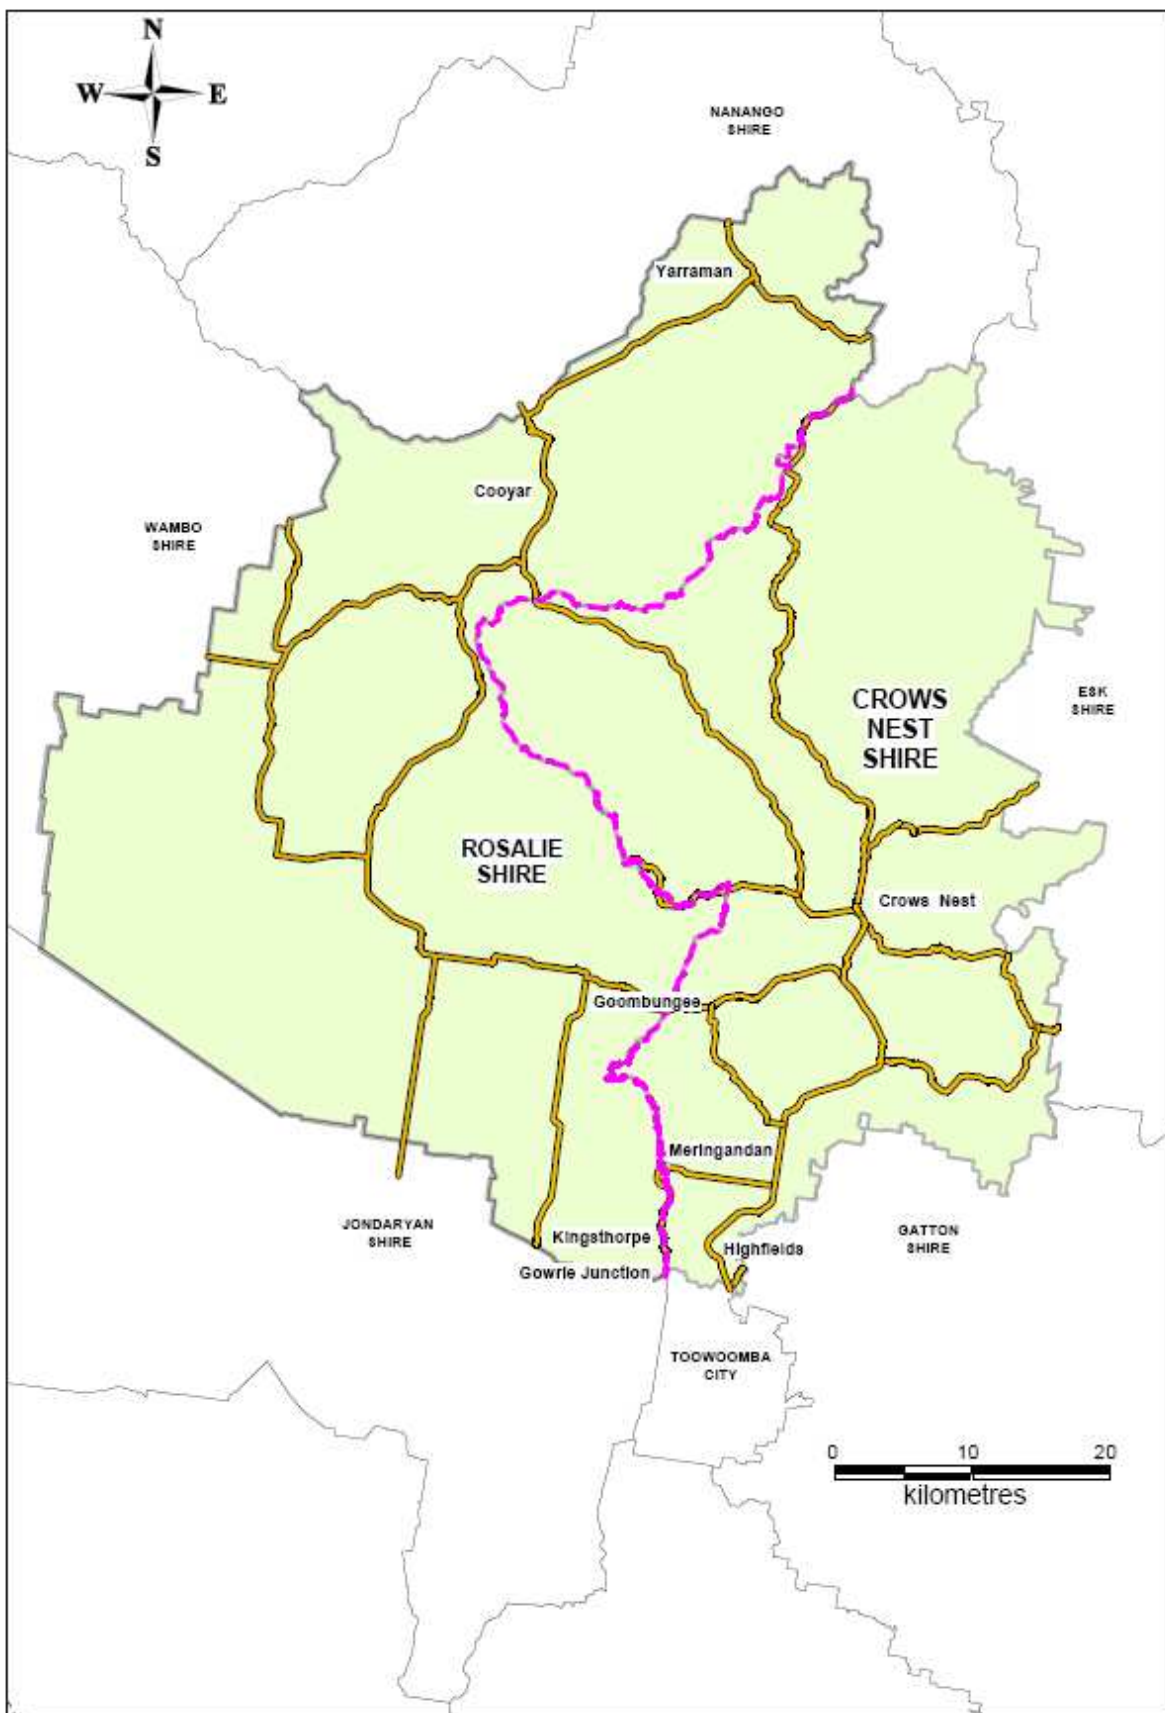 N
W E
S
NANANGO
SHIRE
Yarraman
Cooyar
WAMBO
SHIRE
CROWS
NEST
SHIRE
ESK
SHIRE
ROSALIE
SHIRE
Crows Nest
Goombungee
Meringandan
JONDARYAN
SHIRE
Kingsthorpe
Highfields
GATTON
SHIRE
Gowrie Junction
TOOWOOMBA
CITY
0 10 20
kilometres